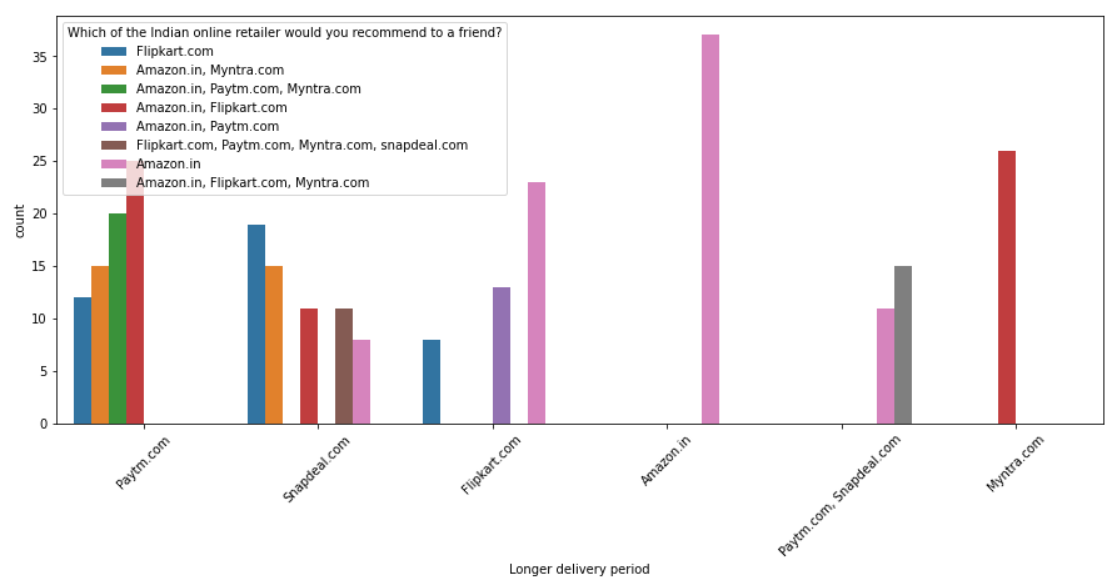 Which of the Indian online retailer would you recommend to a friend?
Flipkart.com
Amazon.in, Myntra.com
Amazon.in, Paytm.com, Myntra.com
Amazon.in, Flipkart.com
Amazon.in, Paytm.com
Flipkart.com, Paytm.com, Myntra.com, snapdeal.com
Amazon.in
Amazon.in, Flipkart.com, Myntra.com
35
30
25
20
15
10
5
0
count
Paytm.com
Snapdeal.com
Flipkart.com
Amazon.in
Paytm.com, Snapdeal.com
Myntra.com
Longer delivery period